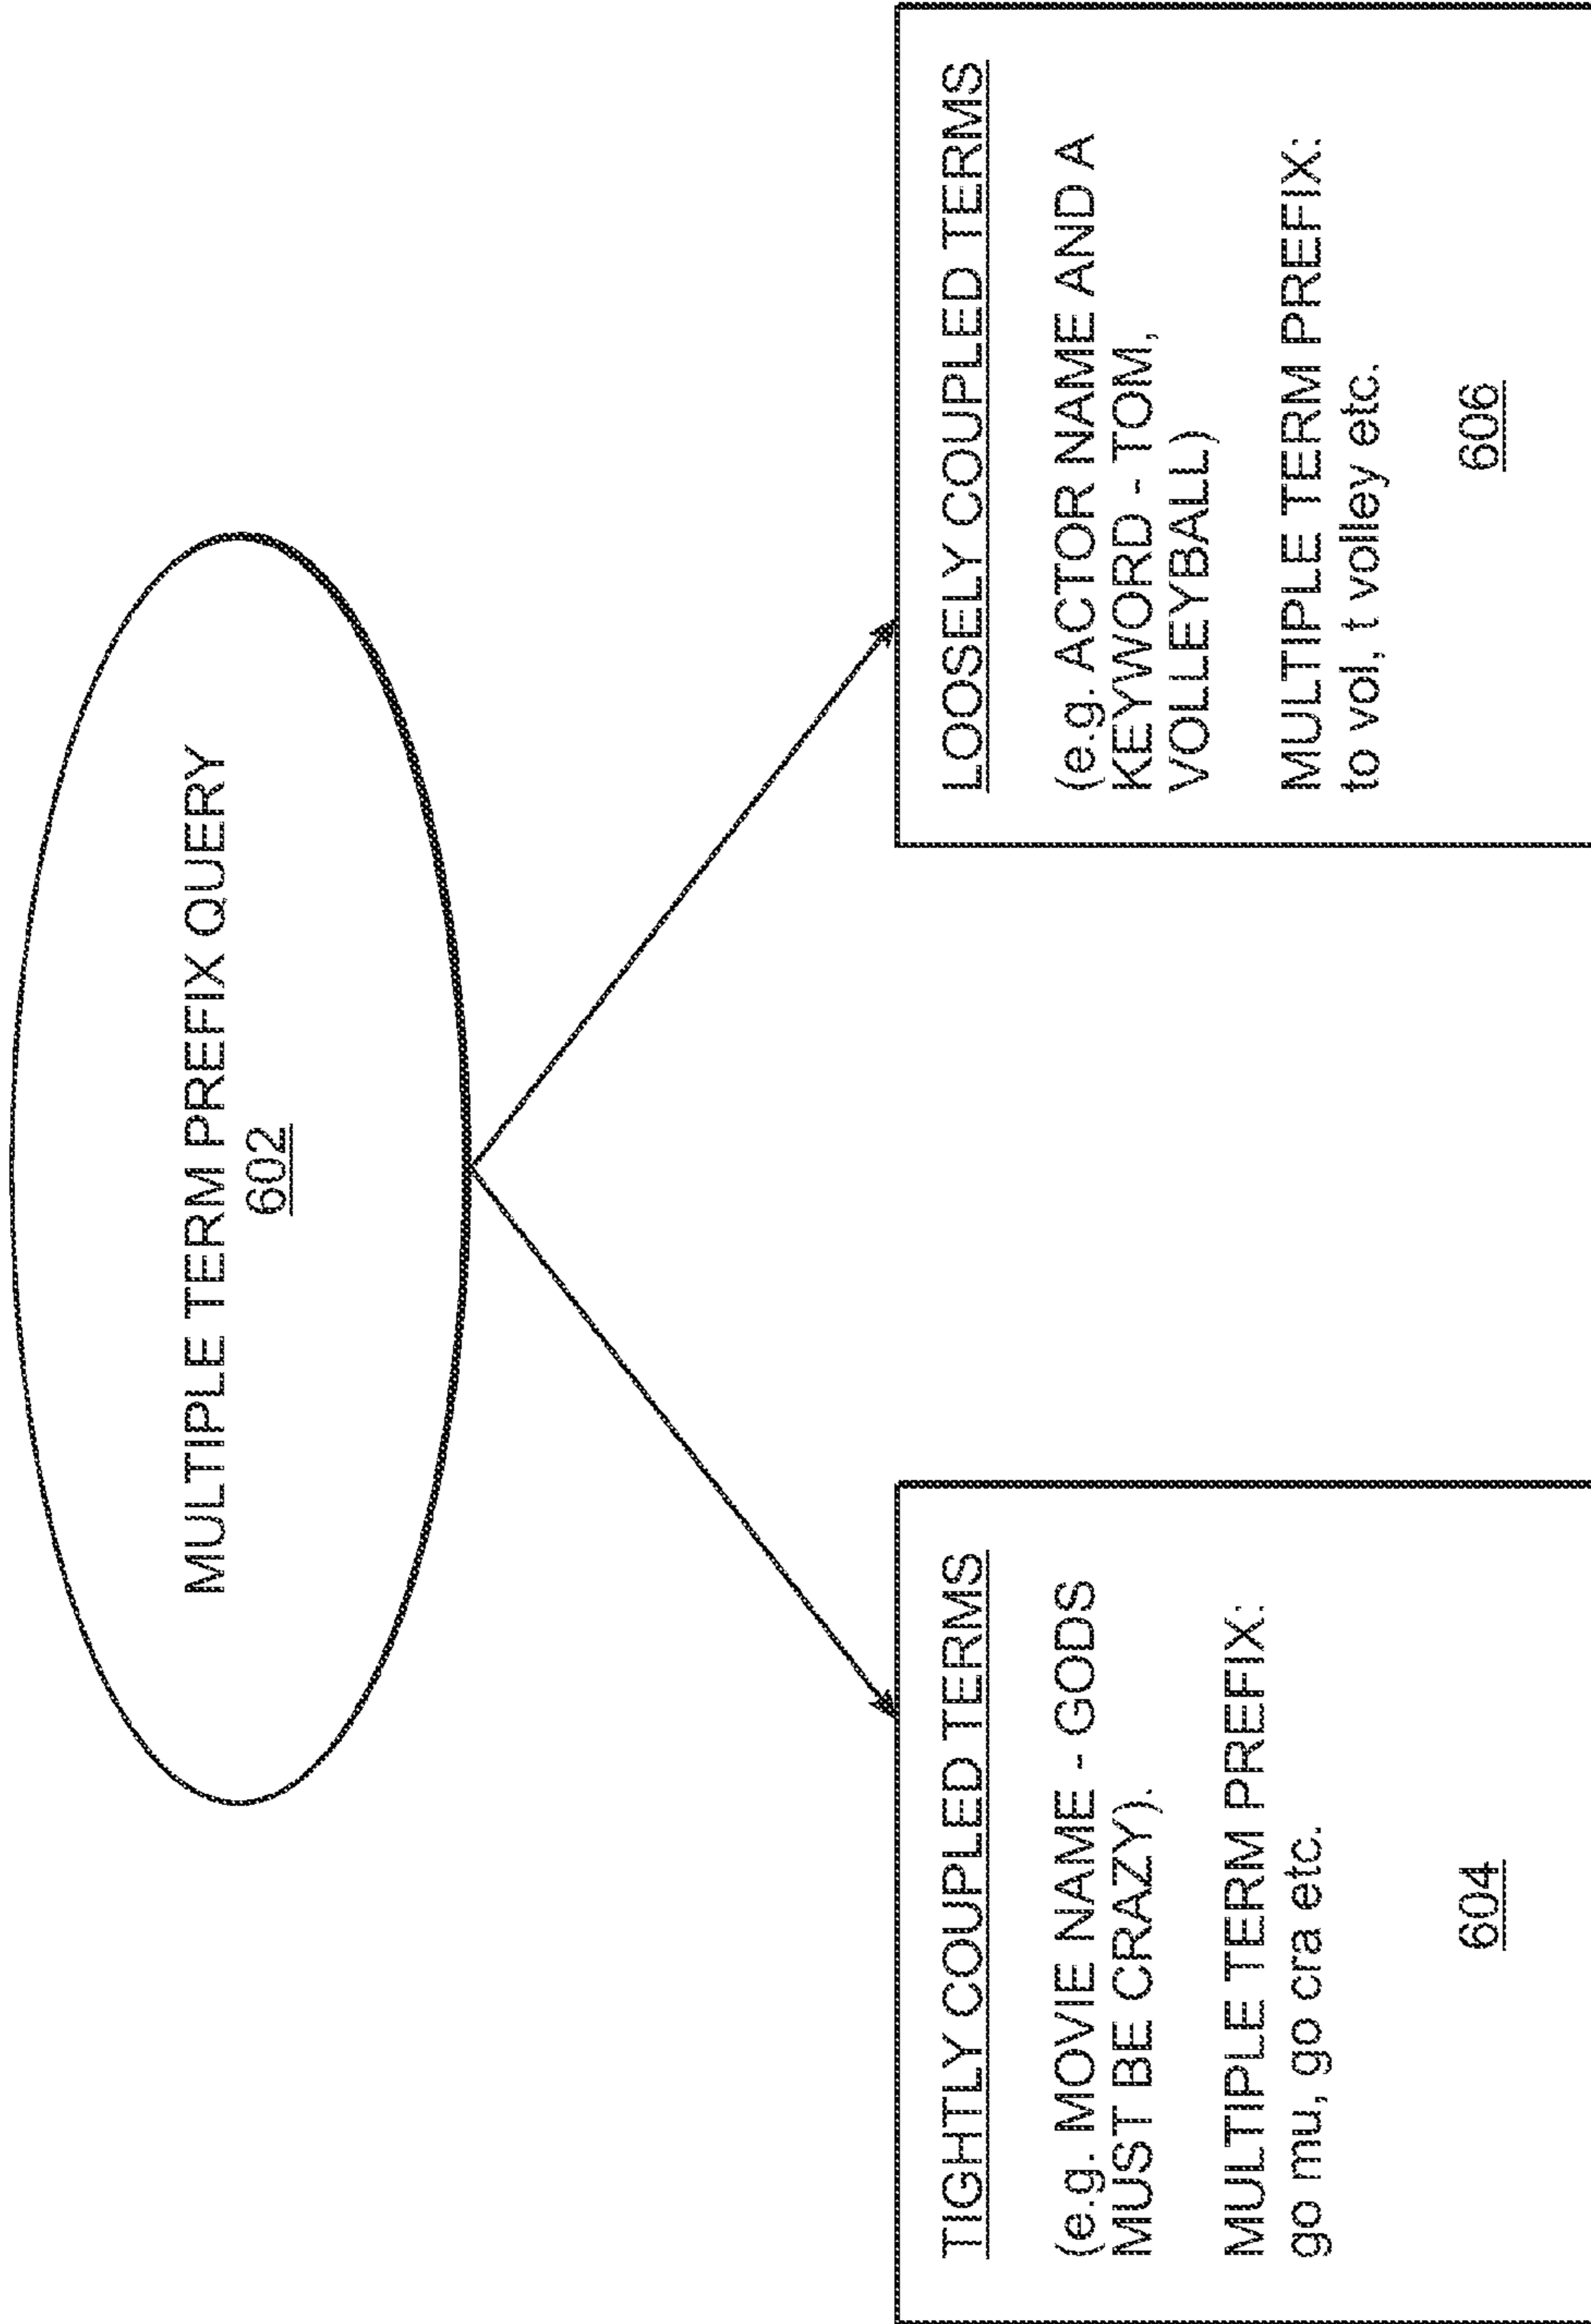 MULTIPLE TERM PREFIX QUERY
602
TIGHTLY COUPLED TERMS
(e.g. MOVIE NAME - GODS
MUST BE CRAZY).
MULTIPLE TERM PREFIX:
go mu, go cra etc.
604
LOOSELY COUPLED TERMS
(e.g. ACTOR NAME AND A
KEYWORD - TOM,
VOLLEYBALL)
MULTIPLE TERM PREFIX:
to vol, t volley etc.
606